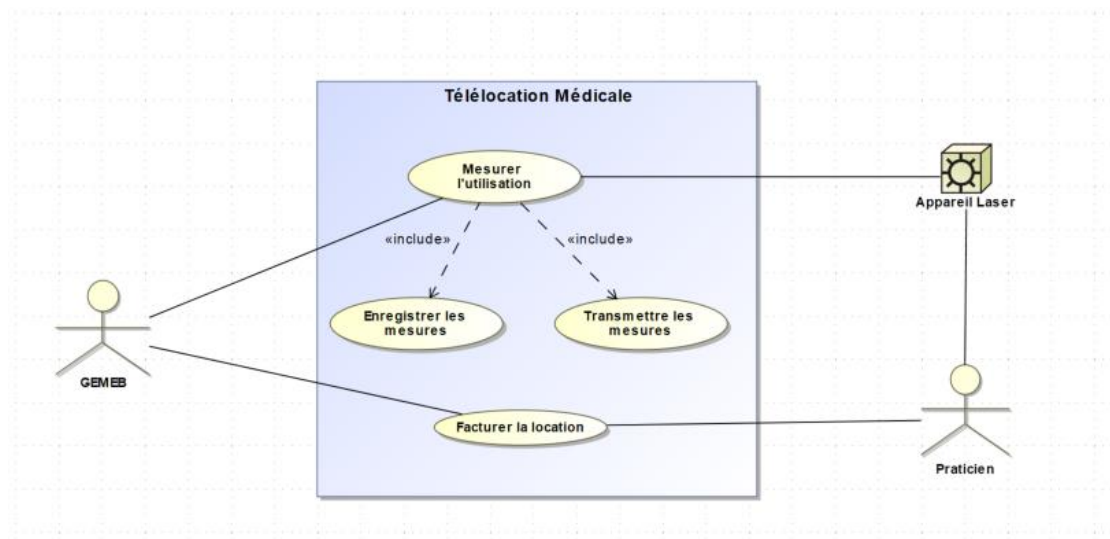 Télélocation Médicale
Mesurer
l'utilisation
Appareil Laser
«include»
«include»
Enregistrer les
mesures
Transmettre les
mesures
GEMEB
Facturer la location
Praticien